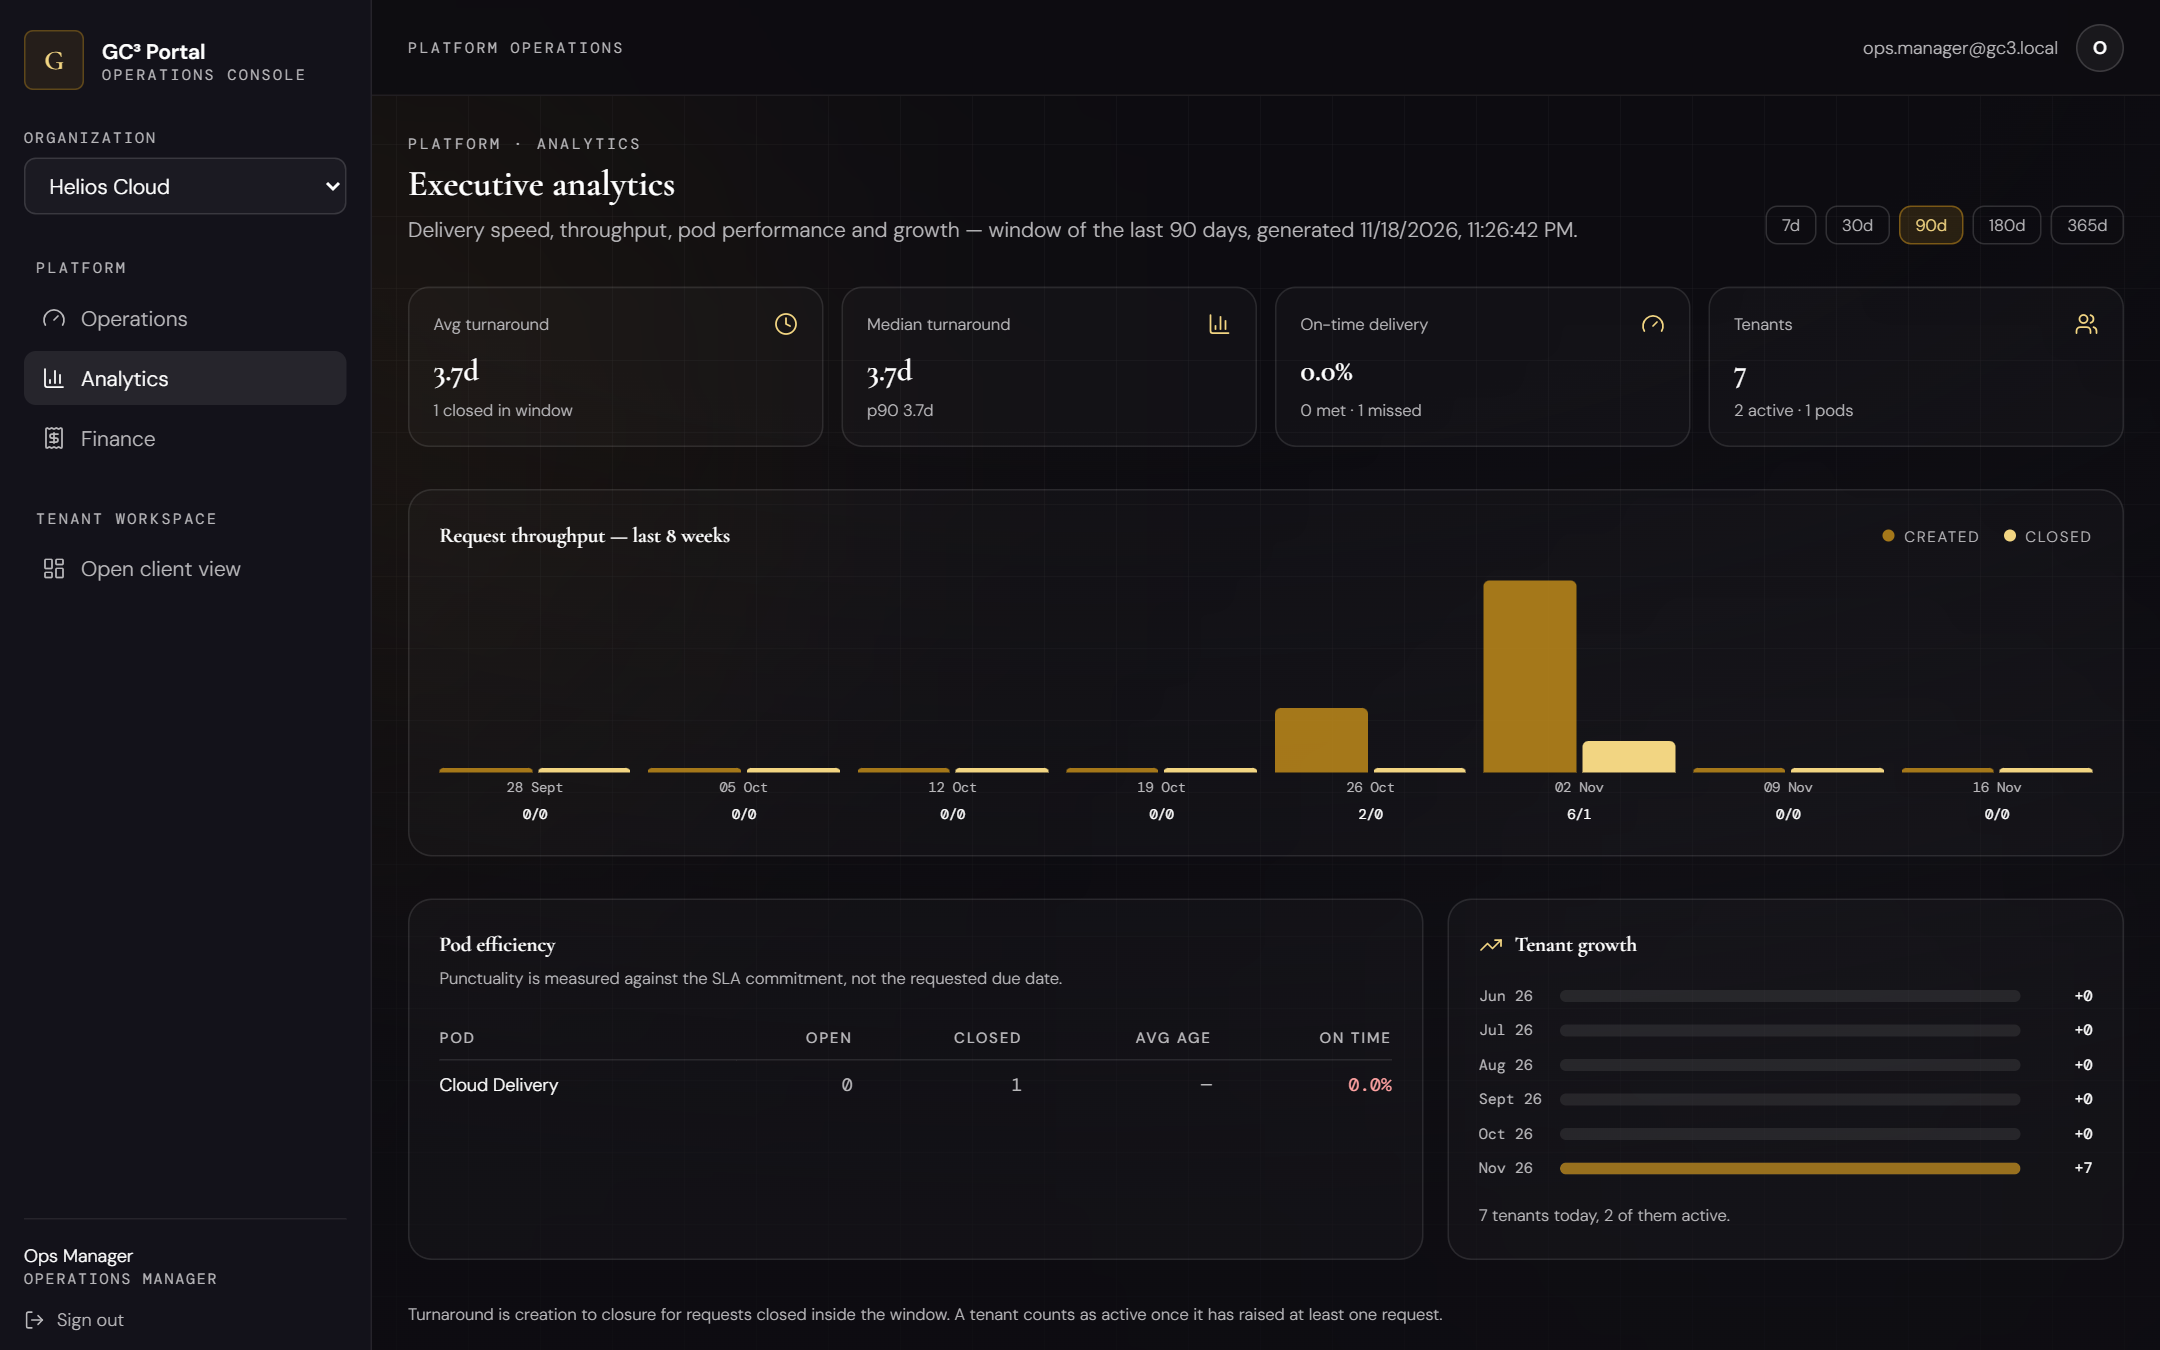 G
GC³ Portal
OPERATIONS CONSOLE
ORGANIZATION
Helios Cloud
PLATFORM
Operations
Analytics
Finance
TENANT WORKSPACE
Open client view
Ops Manager
OPERATIONS MANAGER
Sign out
PLATFORM OPERATIONS
ops.manager@gc3.local
O
PLATFORM · ANALYTICS
Executive analytics
Delivery speed, throughput, pod performance and growth — window of the last 90 days, generated 11/18/2026, 11:26:42 PM.
7d 30d 90d 180d 365d
Avg turnaround
3.7d
1 closed in window
Median turnaround
3.7d
p90 3.7d
On-time delivery
0.0%
0 met · 1 missed
Tenants
7
2 active · 1 pods
Request throughput — last 8 weeks
CREATED CLOSED
28 Sept 05 Oct 12 Oct 19 Oct 26 Oct 02 Nov 09 Nov 16 Nov
0/0 0/0 0/0 0/0 2/0 6/1 0/0 0/0
Pod efficiency
Punctuality is measured against the SLA commitment, not the requested due date.
POD OPEN CLOSED AVG AGE ON TIME
Cloud Delivery 0 1 — 0.0%
Tenant growth
Jun 26 +0
Jul 26 +0
Aug 26 +0
Sept 26 +0
Oct 26 +0
Nov 26 +7
7 tenants today, 2 of them active.
Turnaround is creation to closure for requests closed inside the window. A tenant counts as active once it has raised at least one request.